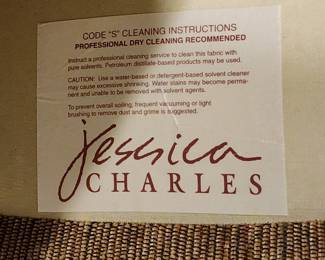 CODE "S" CLEANING INSTRUCTIONS
PROFESSIONAL DRY CLEANING RECOMMENDED
Instruct a professional cleaning service to clean this fabric with
pure solvents. Petroleum distillate-based products may be used.
CAUTION: Use a water-based or detergent-based solvent cleaner
may cause excessive shrinking. Water stains may become perma-
nent and unable to be removed with solvent agents.
To prevent overall soiling, frequent vacuuming or light
brushing to remove dust and grime is suggested.
jessica
CHARLES